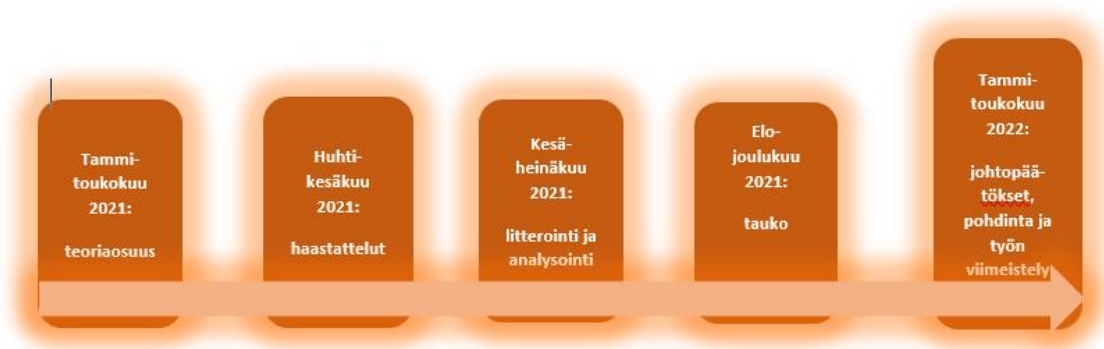 Tammi-
toukokuu
2021:
teoriaosuus
Huhti-
kesäkuu
2021:
haastattelut
Kesä-
heinäkuu
2021:
litterointi ja
analysointi
Elo-
joulukuu
2021:
tauko
Tammi-
toukokuu
2022:
johtopää-
tökset,
pohdinta ja
työn
viimeistely